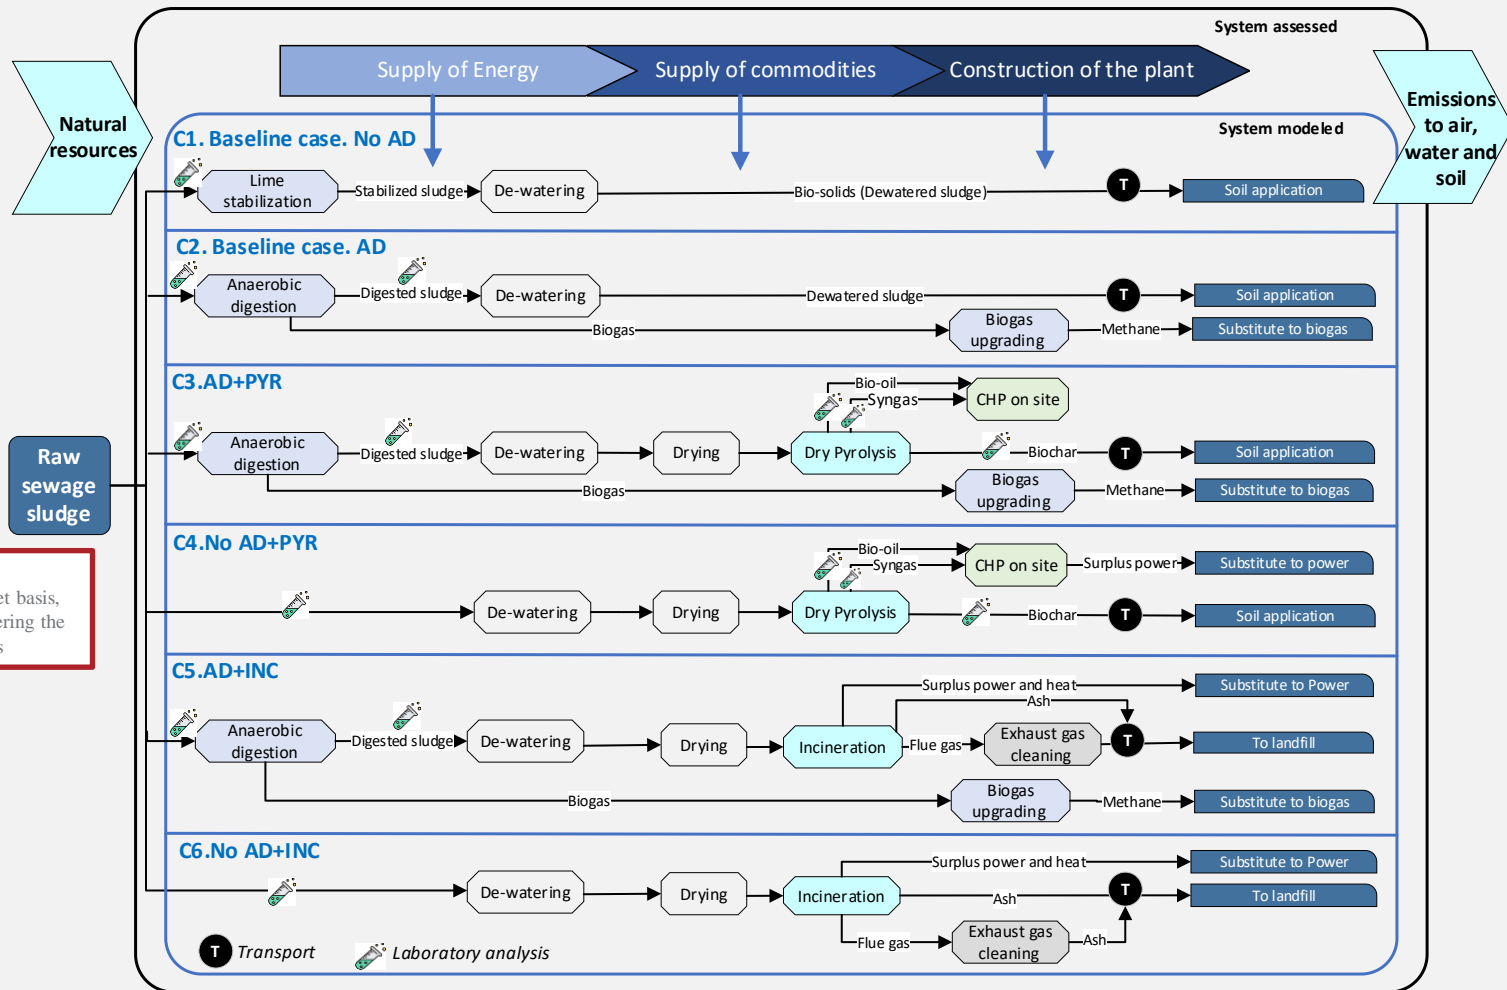 System assessed
Supply of Energy
Supply of commodities
Construction of the plant
Natural
resources
Emissions
to air,
water and
soil
System modeled
C1. Baseline case. No AD
Lime
stabilization
Stabilized sludge
De-watering
Bio-solids (Dewatered sludge)
T
Soil application
C2. Baseline case. AD
Anaerobic
digestion
Digested sludge
De-watering
Dewatered sludge
T
Soil application
Biogas
Biogas
upgrading
Methane
Substitute to biogas
C3.AD+PYR
Bio-oil
Syngas
CHP on site
Anaerobic
digestion
Digested sludge
De-watering
Drying
Dry Pyrolysis
Biochar
T
Soil application
Biogas
Biogas
upgrading
Methane
Substitute to biogas
Raw
sewage
sludge
et basis,
ering the
s
C4.No AD+PYR
Bio-oil
Syngas
CHP on site
Surplus power
Substitute to power
De-watering
Drying
Dry Pyrolysis
Biochar
T
Soil application
C5.AD+INC
Surplus power and heat
Substitute to Power
Ash
Anaerobic
digestion
Digested sludge
De-watering
Drying
Incineration
Flue gas
Exhaust gas
cleaning
T
To landfill
Biogas
Biogas
upgrading
Methane
Substitute to biogas
C6.No AD+INC
Surplus power and heat
Substitute to Power
De-watering
Drying
Incineration
Ash
T
To landfill
Flue gas
Exhaust gas
cleaning
Ash
T Transport
Laboratory analysis